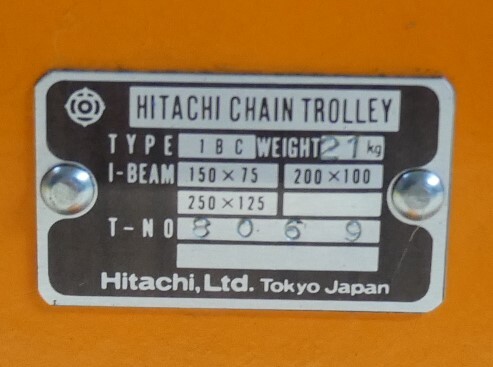 HITACHI CHAIN TROLLEY
TYPE 1BC WEIGHT 21 kg
I-BEAM 150×75 200×100
250×125
T-NO 8069
Hitachi, Ltd. Tokyo Japan